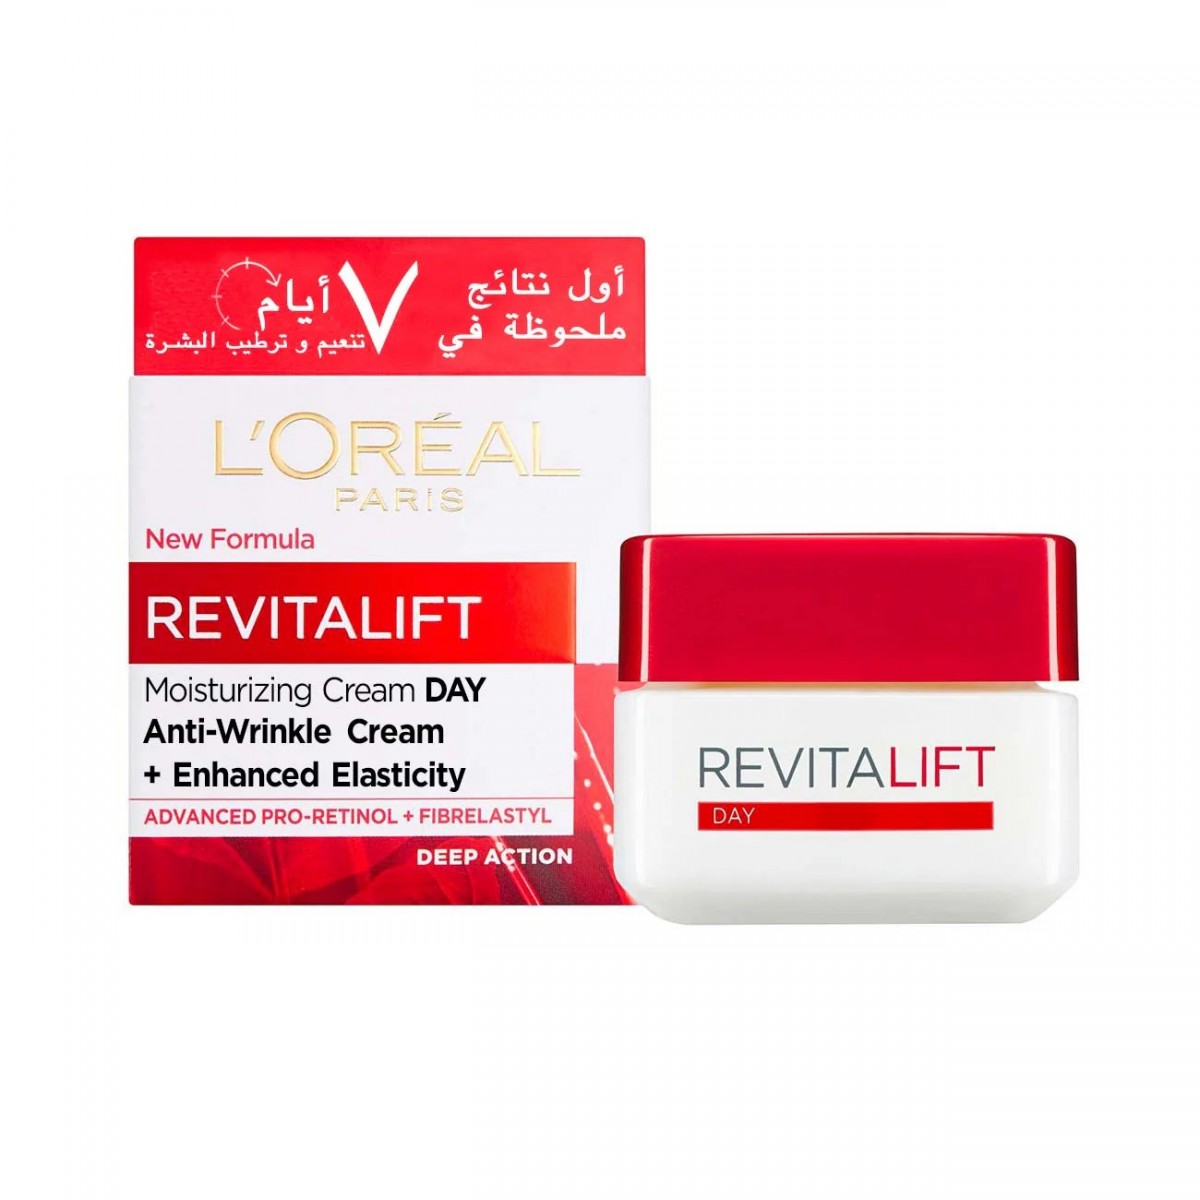 أول نتائج
ملحوظة في
٧ أيام
تنعيم و ترطيب البشرة
L'ORÉAL
PARIS
New Formula
REVITALIFT
Moisturizing Cream DAY
Anti-Wrinkle Cream
+ Enhanced Elasticity
ADVANCED PRO-RETINOL + FIBRELASTYL
DEEP ACTION
REVITALIFT
DAY